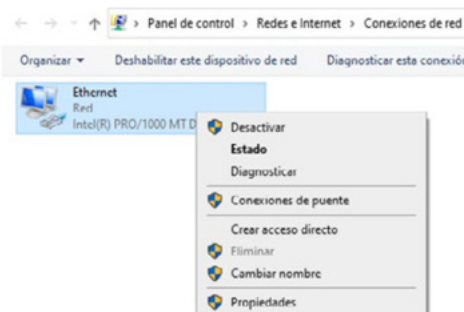 Panel de control › Redes e Internet › Conexiones de red
Organizar Deshabilitar este dispositivo de red Diagnosticar esta conexió
Ethernet
Red
Intel(R) PRO/1000 MT D
Desactivar
Estado
Diagnosticar
Conexiones de puente
Crear acceso directo
Eliminar
Cambiar nombre
Propiedades